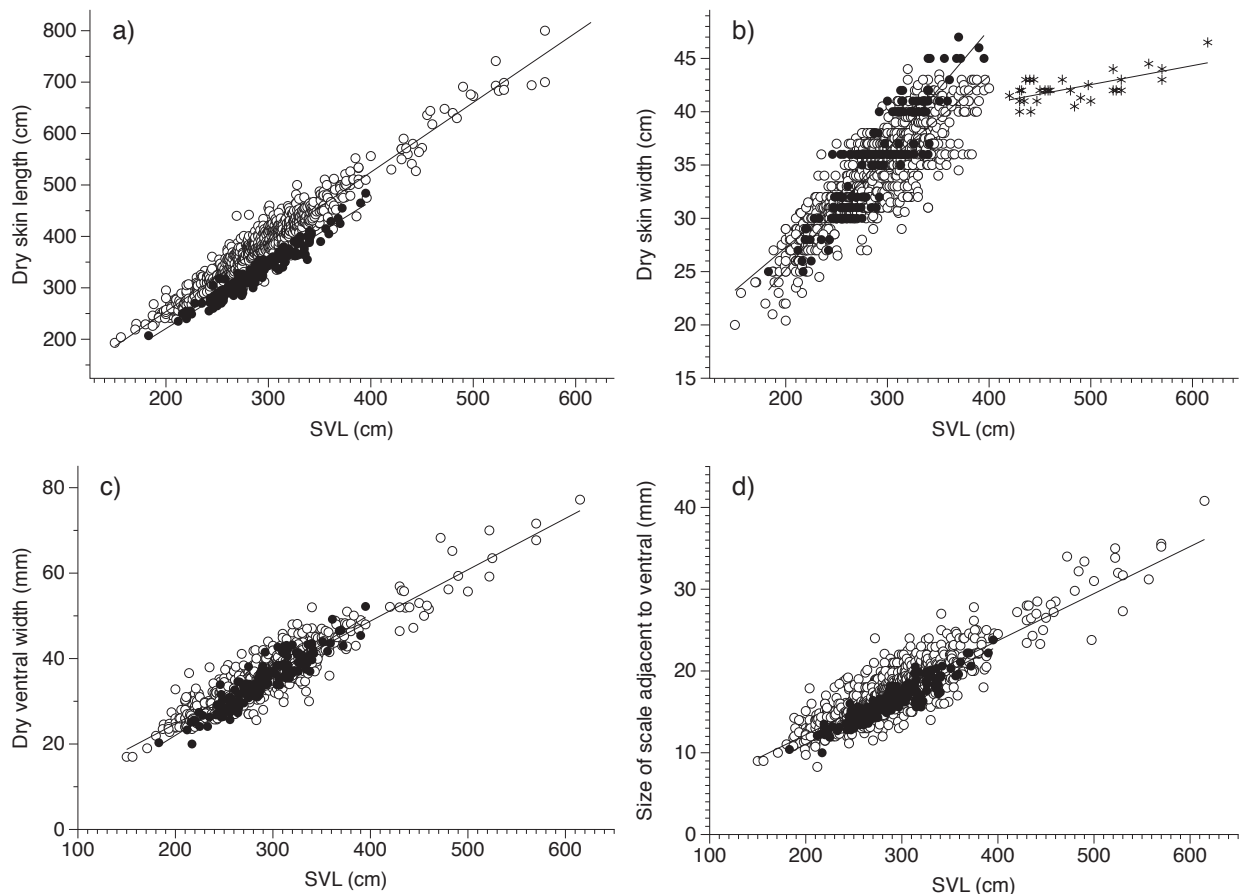 a)
Dry skin length (cm)
800
700
600
500
400
300
200
200 300 400 500 600
SVL (cm)
b)
Dry skin width (cm)
45
40
35
30
25
20
15
200 300 400 500 600
SVL (cm)
c)
Dry ventral width (mm)
80
60
40
20
0
100 200 300 400 500 600
SVL (cm)
d)
Size of scale adjacent to ventral (mm)
40
30
20
10
0
100 200 300 400 500 600
SVL (cm)